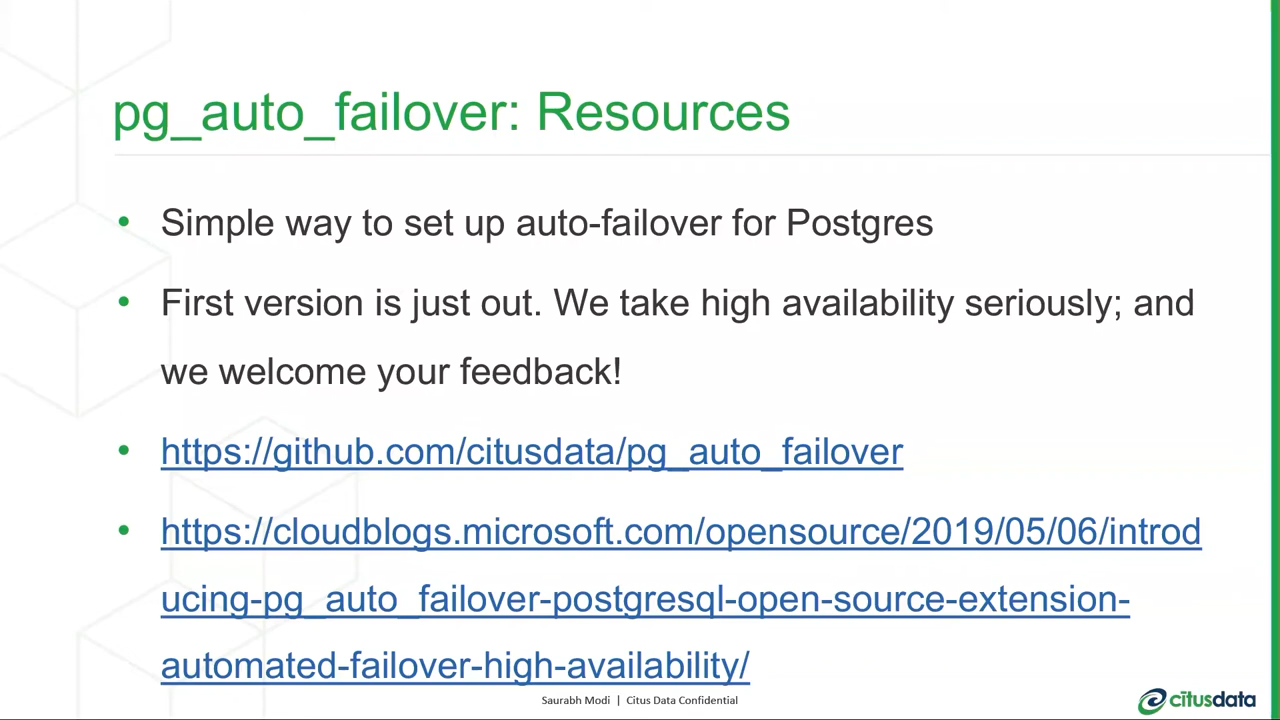 pg_auto_failover: Resources
• Simple way to set up auto-failover for Postgres
• First version is just out. We take high availability seriously; and
we welcome your feedback!
• https://github.com/citusdata/pg_auto_failover
• https://cloudblogs.microsoft.com/opensource/2019/05/06/introd
ucing-pg_auto_failover-postgresql-open-source-extension-
automated-failover-high-availability/
Saurabh Modi | Citus Data Confidential
citusdata